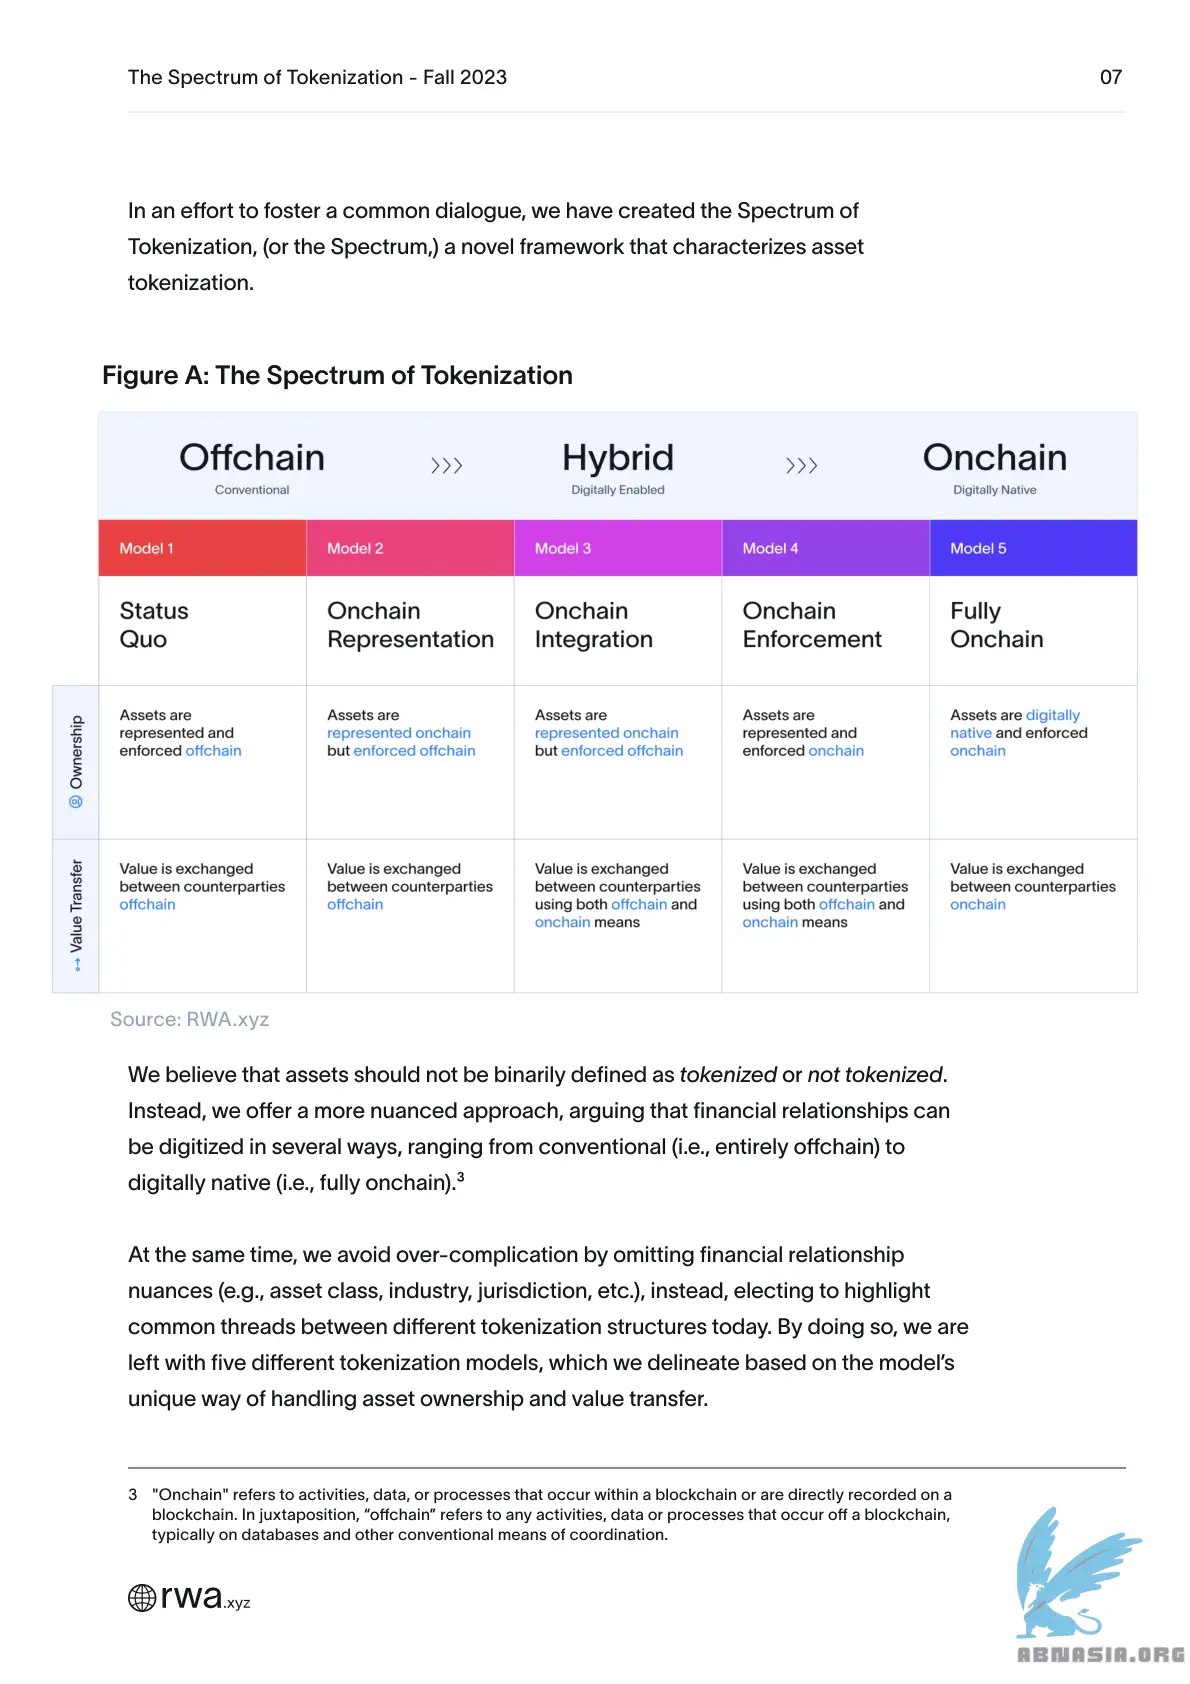 The Spectrum of Tokenization - Fall 2023
07
In an effort to foster a common dialogue, we have created the Spectrum of
Tokenization, (or the Spectrum,) a novel framework that characterizes asset
tokenization.
Figure A: The Spectrum of Tokenization
Offchain
Conventional
Hybrid
Digitally Enabled
Onchain
Digitally Native
Model 1
Model 2
Model 3
Model 4
Model 5
Status
Quo
Onchain
Representation
Onchain
Integration
Onchain
Enforcement
Fully
Onchain
Ownership
Assets are
represented and
enforced offchain
Assets are
represented onchain
but enforced offchain
Assets are
represented onchain
but enforced offchain
Assets are
represented and
enforced onchain
Assets are digitally
native and enforced
onchain
Value Transfer
Value is exchanged
between counterparties
offchain
Value is exchanged
between counterparties
offchain
Value is exchanged
between counterparties
using both offchain and
onchain means
Value is exchanged
between counterparties
using both offchain and
onchain means
Value is exchanged
between counterparties
onchain
Source: RWA.xyz
We believe that assets should not be binarily defined as tokenized or not tokenized.
Instead, we offer a more nuanced approach, arguing that financial relationships can
be digitized in several ways, ranging from conventional (i.e., entirely offchain) to
digitally native (i.e., fully onchain).³
At the same time, we avoid over-complication by omitting financial relationship
nuances (e.g., asset class, industry, jurisdiction, etc.), instead, electing to highlight
common threads between different tokenization structures today. By doing so, we are
left with five different tokenization models, which we delineate based on the model’s
unique way of handling asset ownership and value transfer.
3 "Onchain" refers to activities, data, or processes that occur within a blockchain or are directly recorded on a
blockchain. In juxtaposition, “offchain” refers to any activities, data or processes that occur off a blockchain,
typically on databases and other conventional means of coordination.
rwa.xyz
ABNASIA.ORG